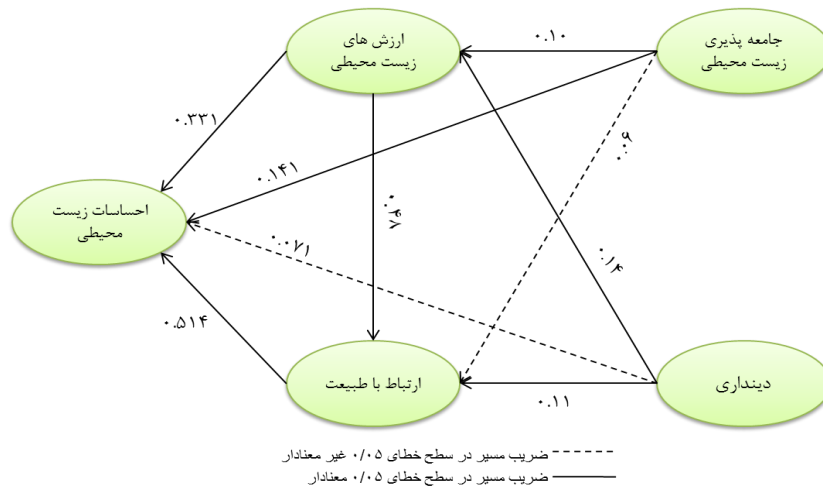 جامعه پذیری
زیست محیطی
ارزش های
زیست محیطی
۰.۱۰
۰.۳۳۱
۰.۱۴۱
۰.۰۶
۰.۴۸
احساسات زیست
محیطی
۰.۰۷۱
۰.۱۴
۰.۵۱۴
ارتباط با طبیعت
دینداری
۰.۱۱
ضریب مسیر در سطح خطای ۰/۰۵ غیر معنادار
ضریب مسیر در سطح خطای ۰/۰۵ معنادار